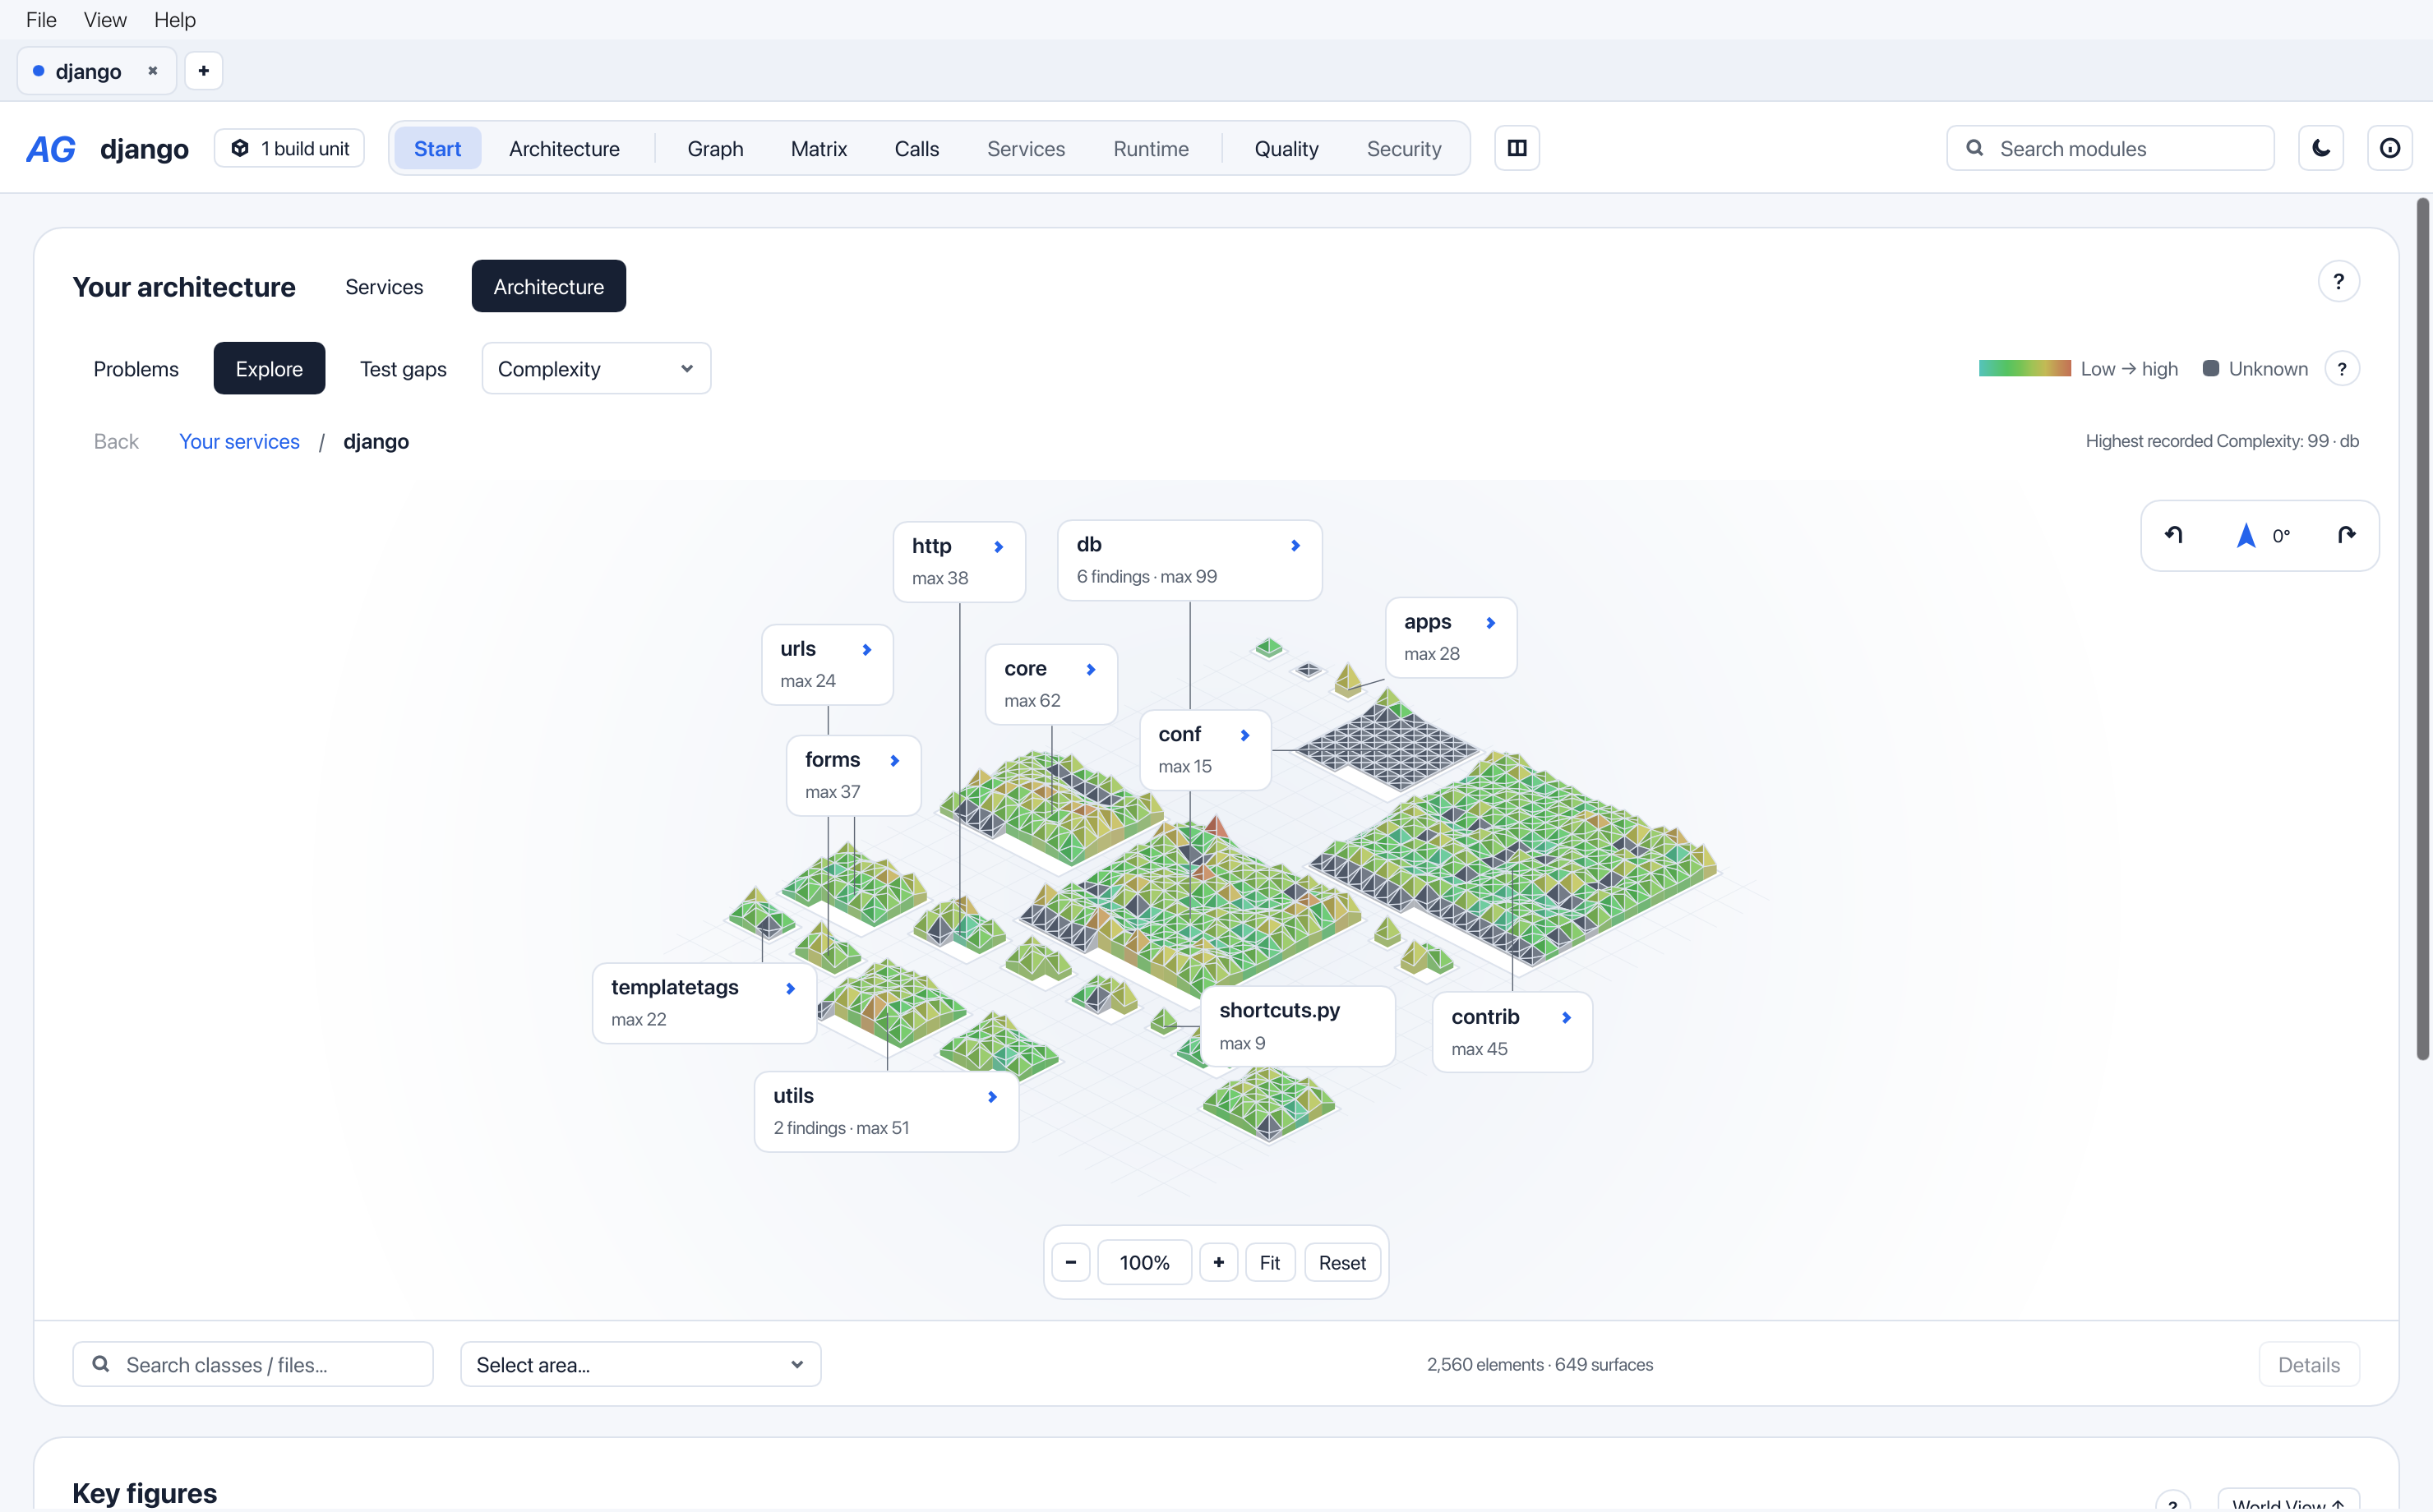 File View Help
django ✖ +
AG django 1 build unit Start Architecture Graph Matrix Calls Services Runtime Quality Security Search modules
Your architecture Services Architecture ?
Problems Explore Test gaps Complexity Low → high Unknown ?
Back Your services / django Highest recorded Complexity: 99 · db
0°
http
max 38
db
6 findings · max 99
apps
max 28
urls
max 24
core
max 62
conf
max 15
forms
max 37
templatetags
max 22
shortcuts.py
max 9
contrib
max 45
utils
2 findings · max 51
− 100% + Fit Reset
Search classes / files... Select area... 2,560 elements · 649 surfaces Details
Key figures ? World View ↑